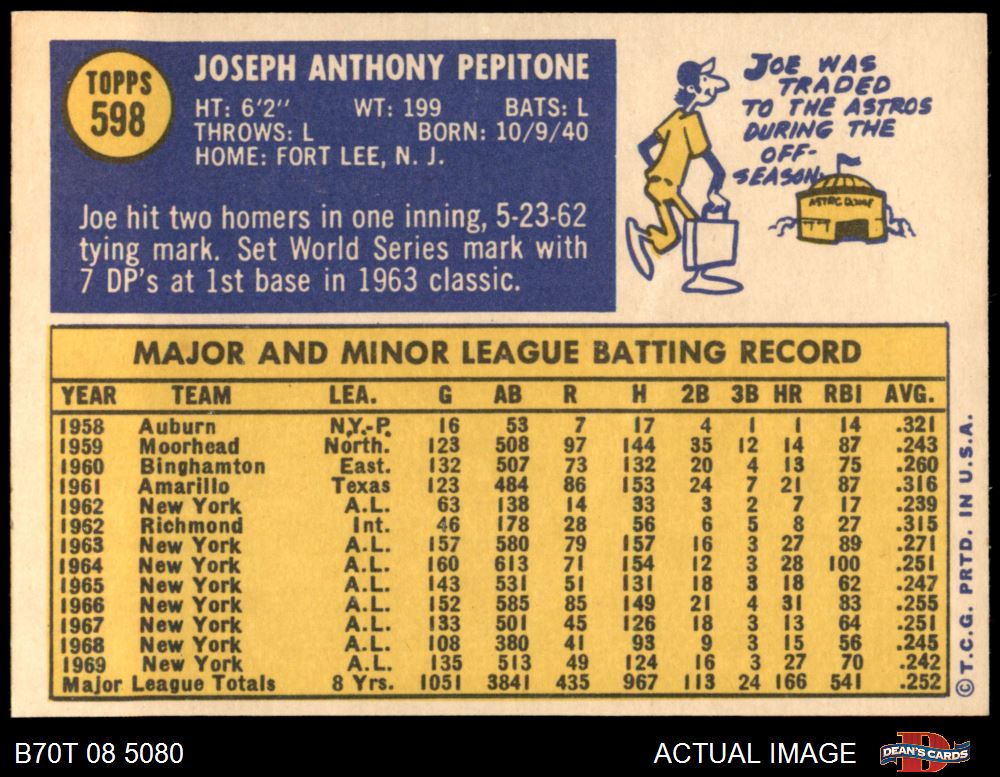 TOPPS
598
JOSEPH ANTHONY PEPITONE
HT: 6'2" WT: 199 BATS: L
THROWS: L BORN: 10/9/40
HOME: FORT LEE, N. J.
Joe hit two homers in one inning, 5-23-62
tying mark. Set World Series mark with
7 DP's at 1st base in 1963 classic.
JOE WAS
TRADED
TO THE ASTROS
DURING THE
OFF-
SEASON.
MAJOR AND MINOR LEAGUE BATTING RECORD
YEAR TEAM LEA. G AB R H 2B 3B HR RBI AVG.
1958 Auburn N.Y.-P. 16 53 7 17 4 1 1 14 .321
1959 Moorhead North. 123 508 97 144 35 12 14 87 .243
1960 Binghamton East. 132 507 73 132 20 4 13 75 .260
1961 Amarillo Texas 123 484 86 153 24 7 21 87 .316
1962 New York A.L. 63 138 14 33 3 2 7 17 .239
1962 Richmond Int. 46 178 28 56 6 5 8 27 .315
1963 New York A.L. 157 580 79 157 16 3 27 89 .271
1964 New York A.L. 160 613 71 154 12 3 28 100 .251
1965 New York A.L. 143 531 51 131 18 3 18 62 .247
1966 New York A.L. 152 585 85 149 21 4 31 83 .255
1967 New York A.L. 133 501 45 126 18 3 13 64 .251
1968 New York A.L. 108 380 41 93 9 3 15 56 .245
1969 New York A.L. 135 513 49 124 16 3 27 70 .242
Major League Totals 8 Yrs. 1051 3841 435 967 113 24 166 541 .252
© T.C.G. PRTD. IN U.S.A.
B70T 08 5080
ACTUAL IMAGE
DEAN'S CARDS